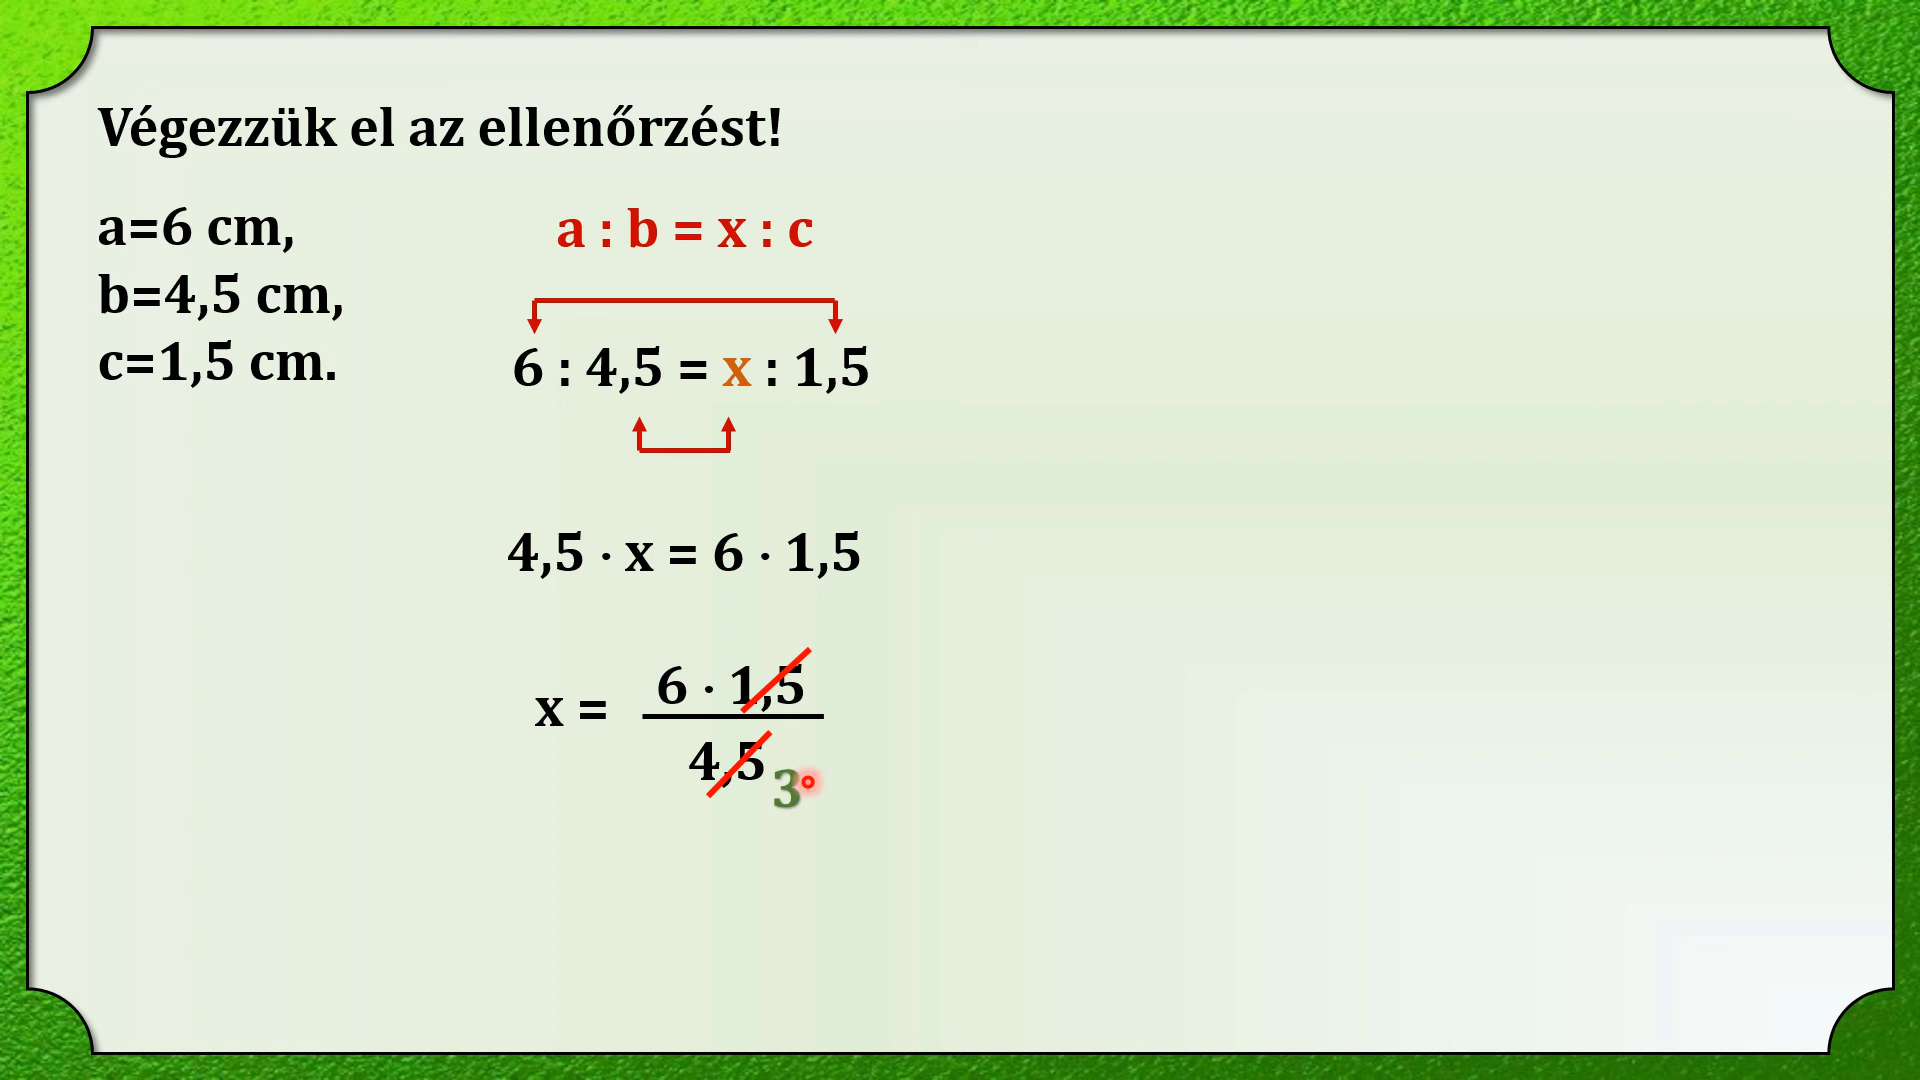 Végezzük el az ellenőrzést!
a=6 cm,
b=4,5 cm,
c=1,5 cm.
a : b = x : c
6 : 4,5 = x : 1,5
4,5 · x = 6 · 1,5
6 · 1,5
x =
4,5
3